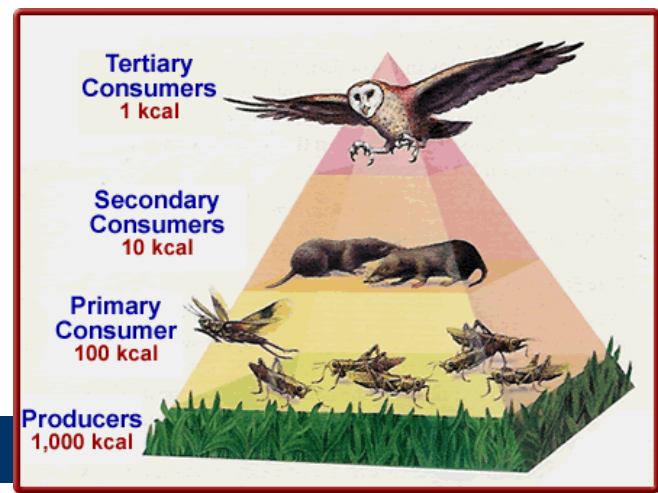 Tertiary
Consumers
1 kcal
Secondary
Consumers
10 kcal
Primary
Consumer
100 kcal
Producers
1,000 kcal